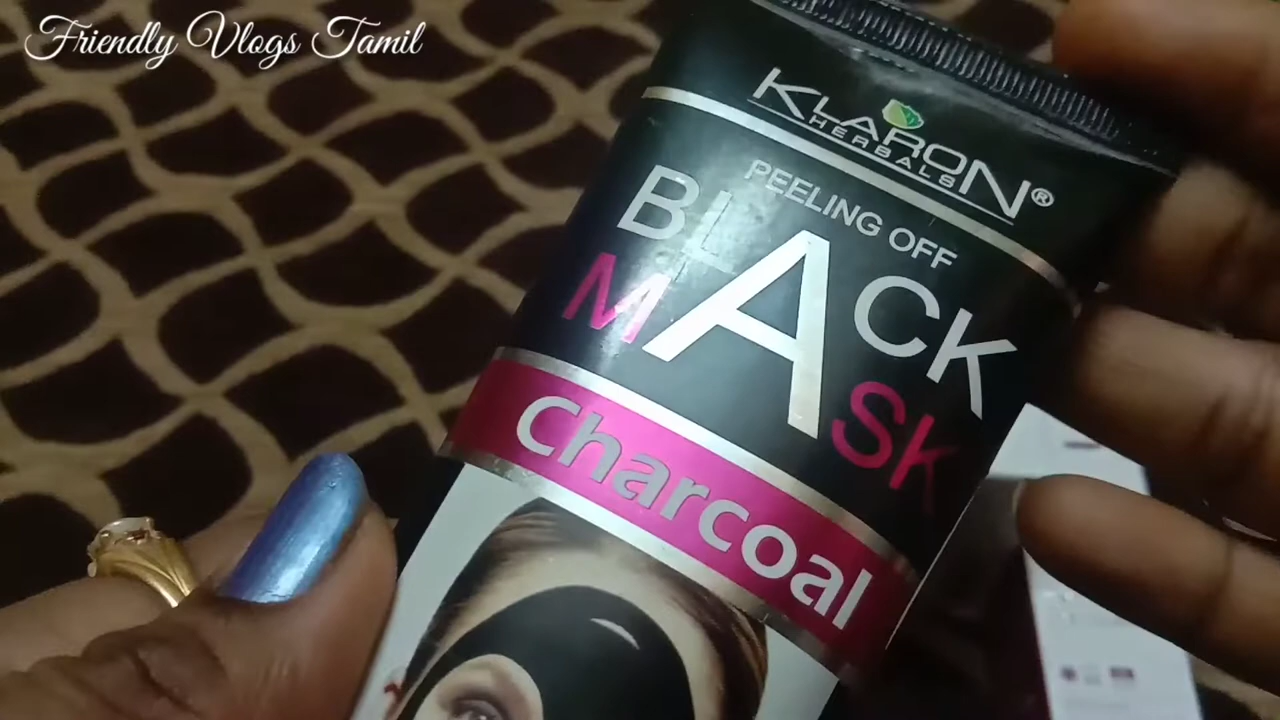 Friendly Vlogs Tamil
KLARON®
HERBALS
PEELING OFF
BLACK
MASK
Charcoal